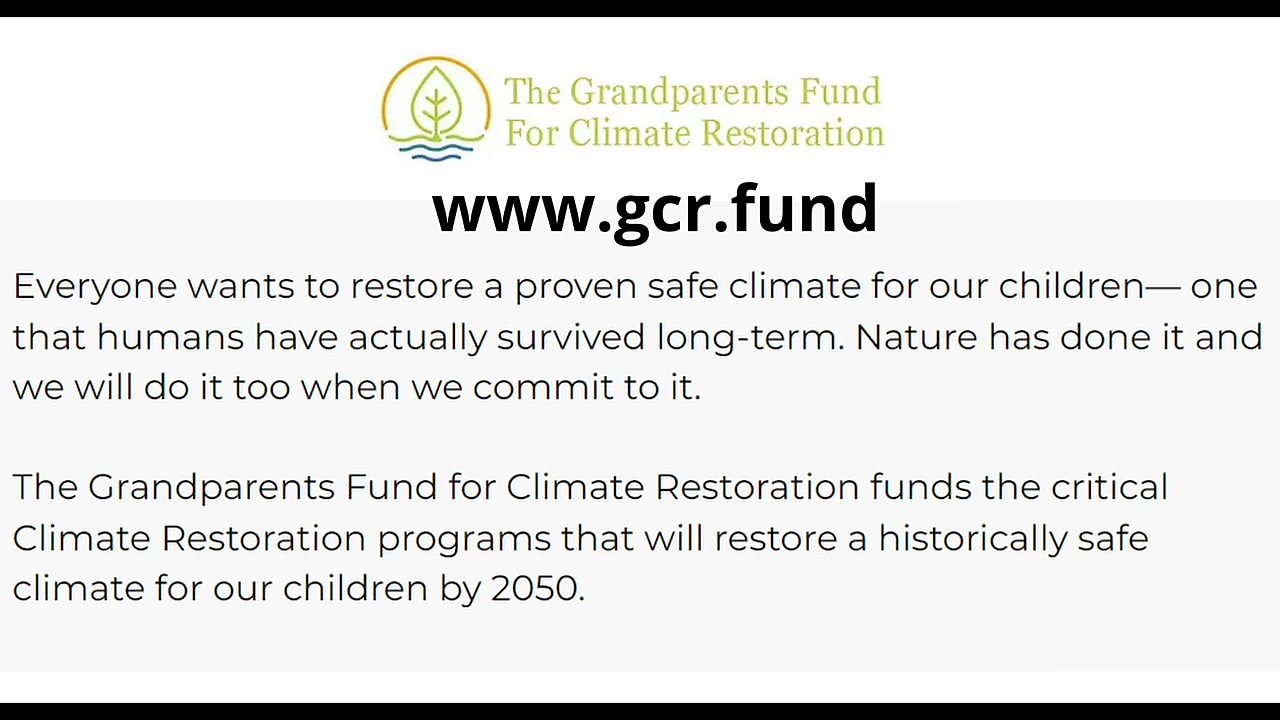 The Grandparents Fund
For Climate Restoration
www.gcr.fund
Everyone wants to restore a proven safe climate for our children— one
that humans have actually survived long-term. Nature has done it and
we will do it too when we commit to it.
The Grandparents Fund for Climate Restoration funds the critical
Climate Restoration programs that will restore a historically safe
climate for our children by 2050.